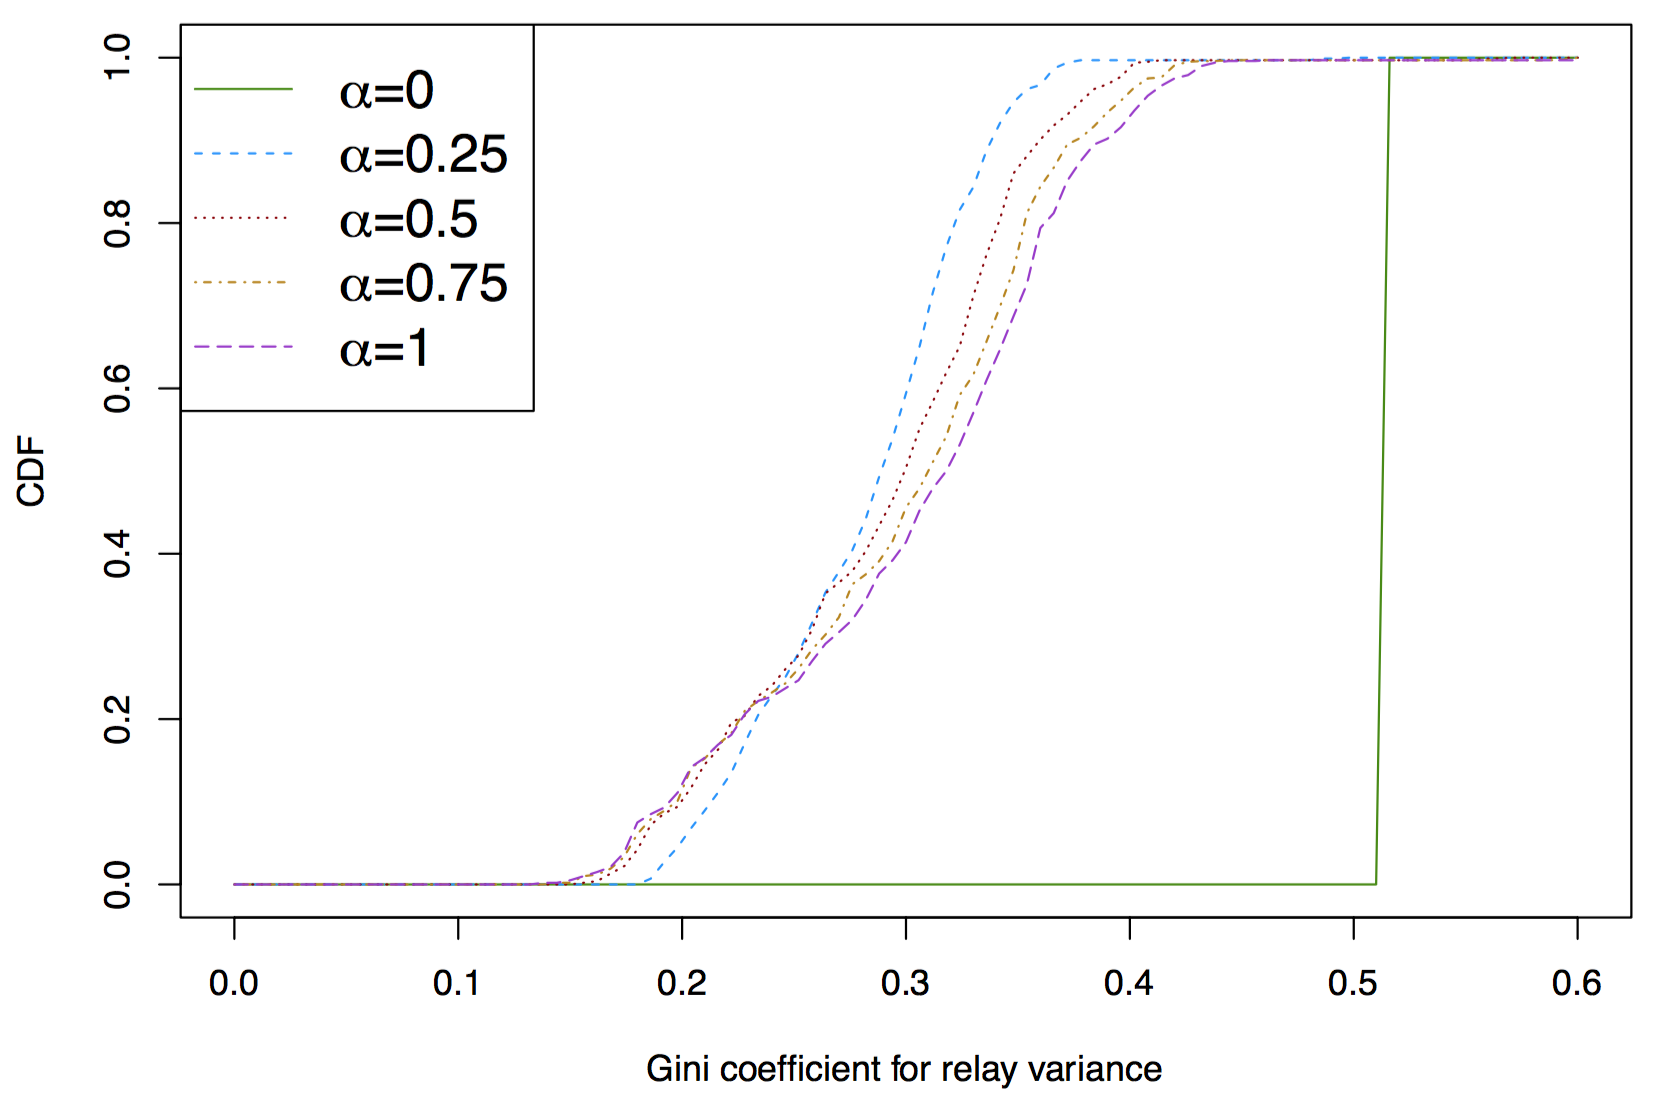 α=0
α=0.25
α=0.5
α=0.75
α=1
CDF
1.0
0.8
0.6
0.4
0.2
0.0
0.0 0.1 0.2 0.3 0.4 0.5 0.6
Gini coefficient for relay variance